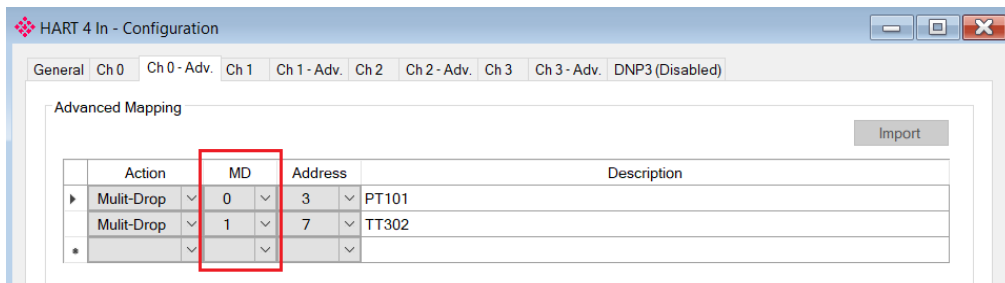 HART 4 In - Configuration
General Ch 0 Ch 0 - Adv. Ch 1 Ch 1 - Adv. Ch 2 Ch 2 - Adv. Ch 3 Ch 3 - Adv. DNP3 (Disabled)
Advanced Mapping
Import
Action MD Address Description
Mulit-Drop 0 3 PT101
Mulit-Drop 1 7 TT302